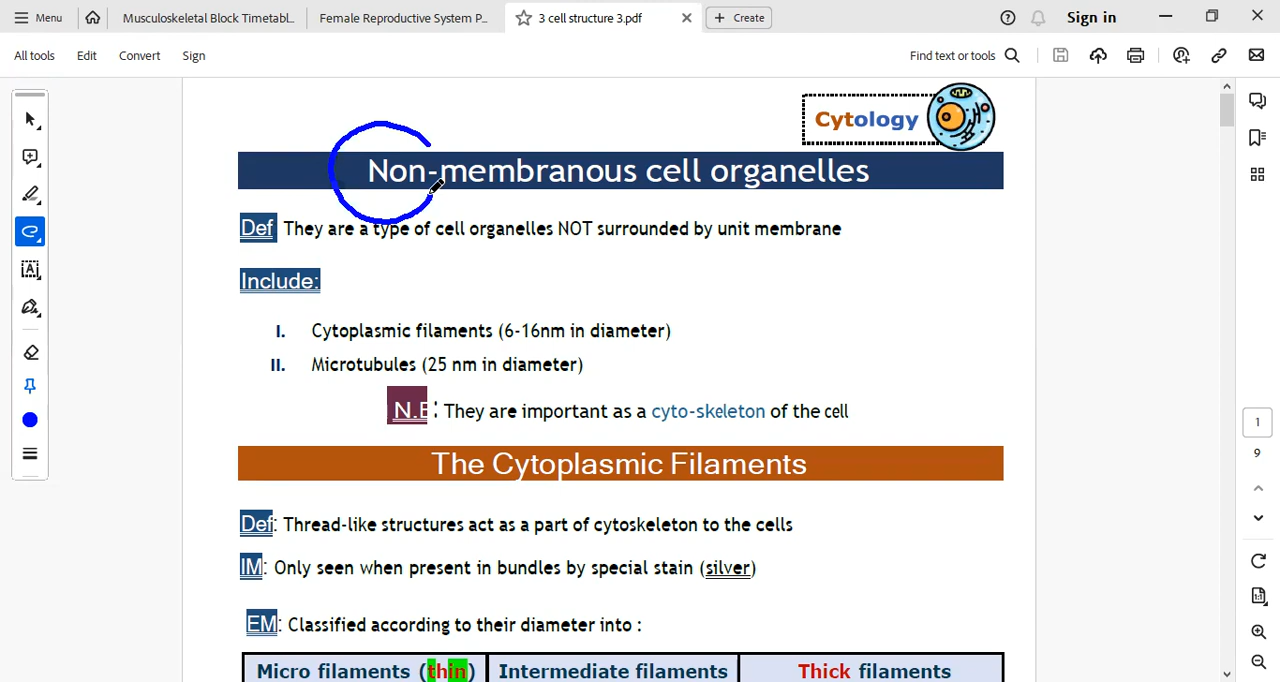 Menu
Musculoskeletal Block Timetabl...
Female Reproductive System P...
3 cell structure 3.pdf
Create
Sign in
All tools
Edit
Convert
Sign
Find text or tools
Cytology
Non-membranous cell organelles
Def They are a type of cell organelles NOT surrounded by unit membrane
Include:
I. Cytoplasmic filaments (6-16nm in diameter)
II. Microtubules (25 nm in diameter)
N.B: They are important as a cyto-skeleton of the cell
1
9
The Cytoplasmic Filaments
Def: Thread-like structures act as a part of cytoskeleton to the cells
IM: Only seen when present in bundles by special stain (silver)
EM: Classified according to their diameter into :
Micro filaments (thin) Intermediate filaments Thick filaments